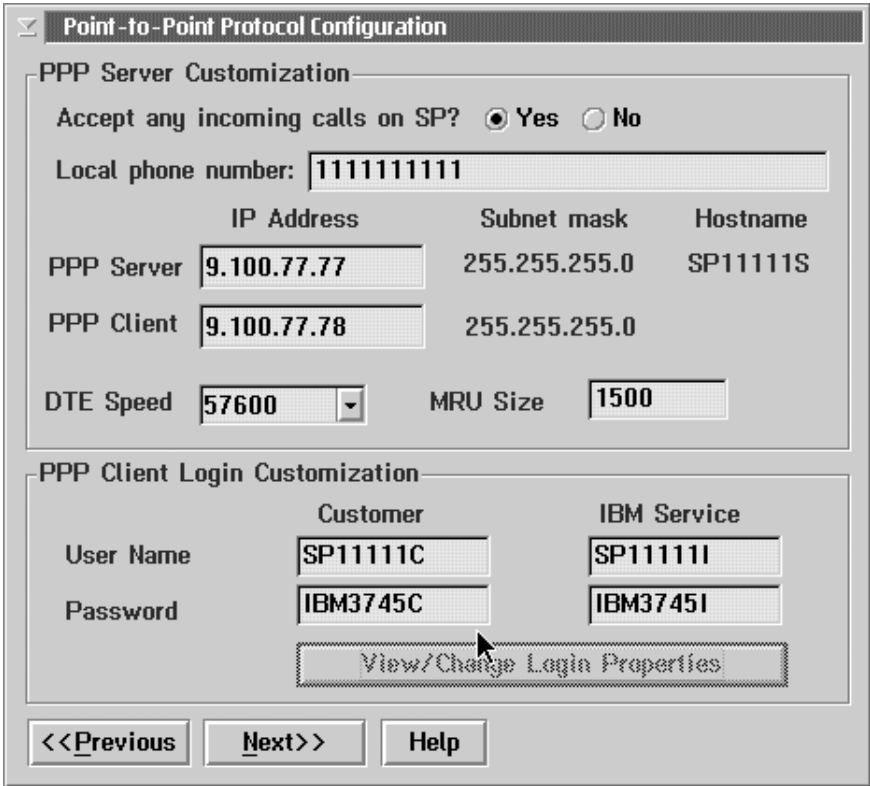 Point-to-Point Protocol Configuration
PPP Server Customization
Accept any incoming calls on SP? Yes No
Local phone number: 1111111111
IP Address Subnet mask Hostname
PPP Server 9.100.77.77 255.255.255.0 SP11111S
PPP Client 9.100.77.78 255.255.255.0
DTE Speed 57600 MRU Size 1500
PPP Client Login Customization
Customer IBM Service
User Name SP11111C SP11111I
Password IBM3745C IBM3745I
View/Change Login Properties
<<Previous Next>> Help